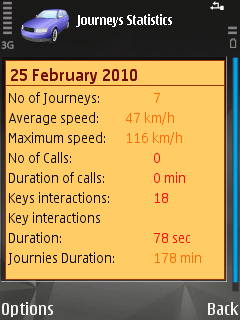 Journeys Statistics
3G
25 February 2010
No of Journeys: 7
Average speed: 47 km/h
Maximum speed: 116 km/h
No of Calls: 0
Duration of calls: 0 min
Keys interactions: 18
Key interactions
Duration: 78 sec
Journies Duration: 178 min
Options Back